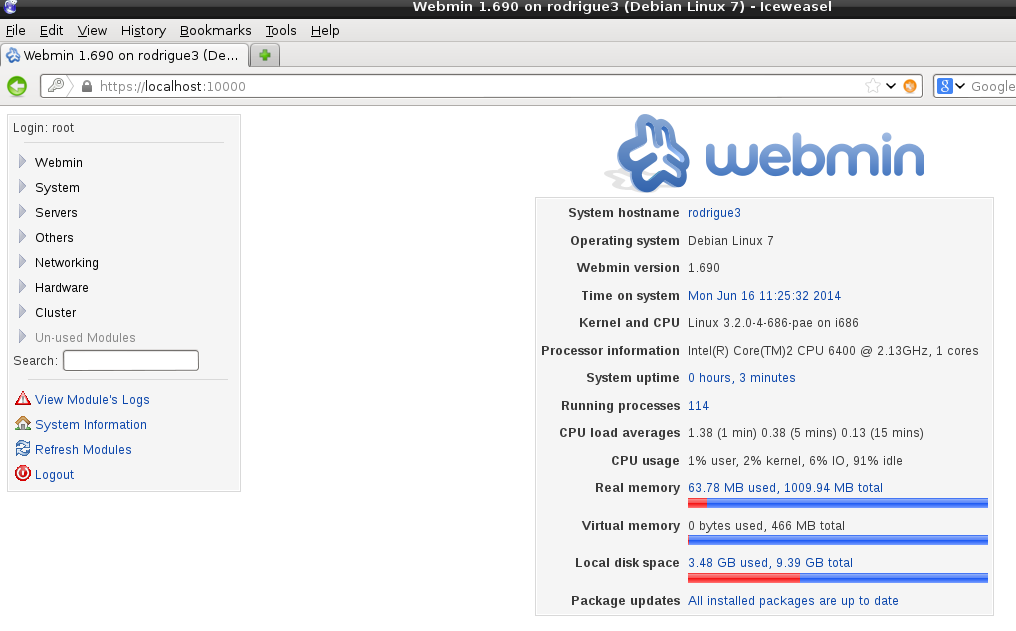 Webmin 1.690 on rodrigue3 (Debian Linux 7) - Iceweasel
File Edit View History Bookmarks Tools Help
Webmin 1.690 on rodrigue3 (De...
https://localhost:10000
Google
Login: root
Webmin
System
Servers
Others
Networking
Hardware
Cluster
Un-used Modules
Search:
View Module's Logs
System Information
Refresh Modules
Logout
webmin
System hostname rodrigue3
Operating system Debian Linux 7
Webmin version 1.690
Time on system Mon Jun 16 11:25:32 2014
Kernel and CPU Linux 3.2.0-4-686-pae on i686
Processor information Intel(R) Core(TM)2 CPU 6400 @ 2.13GHz, 1 cores
System uptime 0 hours, 3 minutes
Running processes 114
CPU load averages 1.38 (1 min) 0.38 (5 mins) 0.13 (15 mins)
CPU usage 1% user, 2% kernel, 6% IO, 91% idle
Real memory 63.78 MB used, 1009.94 MB total
Virtual memory 0 bytes used, 466 MB total
Local disk space 3.48 GB used, 9.39 GB total
Package updates All installed packages are up to date